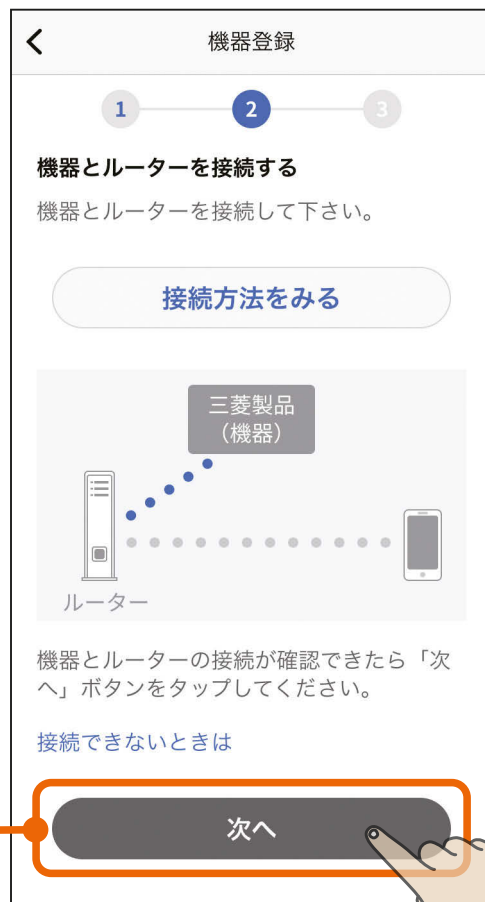 機器登録
1 2 3
機器とルーターを接続する
機器とルーターを接続して下さい。
接続方法をみる
三菱製品
（機器）
ルーター
機器とルーターの接続が確認できたら「次
へ」ボタンをタップしてください。
接続できないときは
次へ